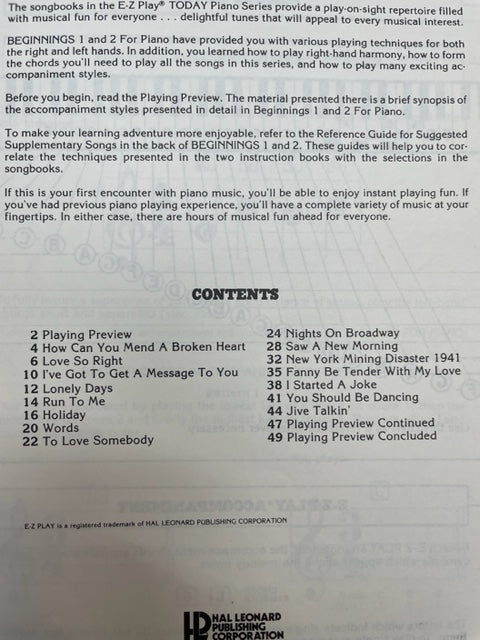 The songbooks in the E-Z Play® TODAY Piano Series provide a play-on-sight repertoire filled
with musical fun for everyone . . . delightful tunes that will appeal to every musical interest.
BEGINNINGS 1 and 2 For Piano have provided you with various playing techniques for both
the right and left hands. In addition, you learned how to play right-hand harmony, how to form
the chords you'll need to play all the songs in this series, and how to play many exciting ac-
companiment styles.
Before you begin, read the Playing Preview. The material presented there is a brief synopsis of
the accompaniment styles presented in detail in Beginnings 1 and 2 For Piano.
To make your learning adventure more enjoyable, refer to the Reference Guide for Suggested
Supplementary Songs in the back of BEGINNINGS 1 and 2. These guides will help you to cor-
relate the techniques presented in the two instruction books with the selections in the
songbooks.
If this is your first encounter with piano music, you'll be able to enjoy instant playing fun. If
you've had previous piano playing experience, you'll have a complete variety of music at your
fingertips. In either case, there are hours of musical fun ahead for everyone.
CONTENTS
2 Playing Preview
4 How Can You Mend A Broken Heart
6 Love So Right
10 I've Got To Get A Message To You
12 Lonely Days
14 Run To Me
16 Holiday
20 Words
22 To Love Somebody
24 Nights On Broadway
28 Saw A New Morning
32 New York Mining Disaster 1941
35 Fanny Be Tender With My Love
38 I Started A Joke
41 You Should Be Dancing
44 Jive Talkin'
47 Playing Preview Continued
49 Playing Preview Concluded
E-Z PLAY is a registered trademark of HAL LEONARD PUBLISHING CORPORATION
HAL LEONARD
PUBLISHING
CORPORATION